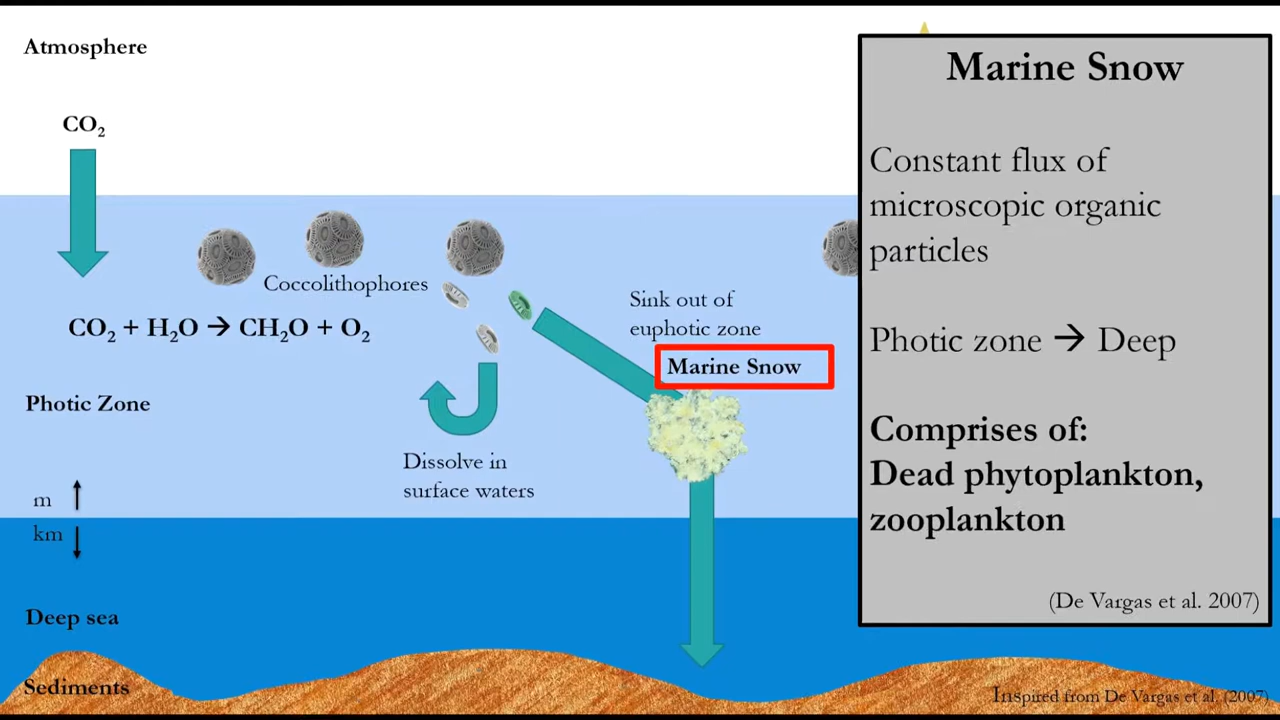 Atmosphere
CO₂
Coccolithophores
CO₂ + H₂O → CH₂O + O₂
Photic Zone
m
km
Deep sea
Sediments
Dissolve in
surface waters
Sink out of
euphotic zone
Marine Snow
Marine Snow
Constant flux of
microscopic organic
particles
Photic zone → Deep
Comprises of:
Dead phytoplankton,
zooplankton
(De Vargas et al. 2007)
Inspired from De Vargas et al. (2007)